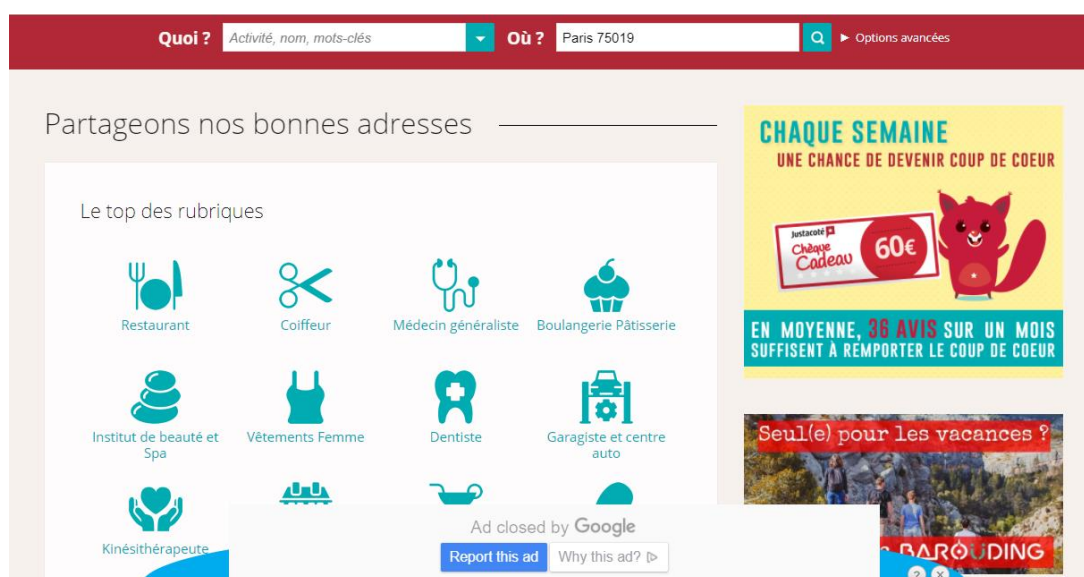 Quoi ? Activité, nom, mots-clés Où ? Paris 75019 ► Options avancées
Partageons nos bonnes adresses
Le top des rubriques
Restaurant
Coiffeur
Médecin généraliste
Boulangerie Pâtisserie
Institut de beauté et
Spa
Vêtements Femme
Dentiste
Garagiste et centre
auto
Kinésithérapeute
CHAQUE SEMAINE
UNE CHANCE DE DEVENIR COUP DE COEUR
Justacoté
Chèque
Cadeau
60€
EN MOYENNE, 36 AVIS SUR UN MOIS
SUFFISENT À REMPORTER LE COUP DE COEUR
Seul(e) pour les vacances ?
BAROUDING
Ad closed by Google
Report this ad Why this ad?